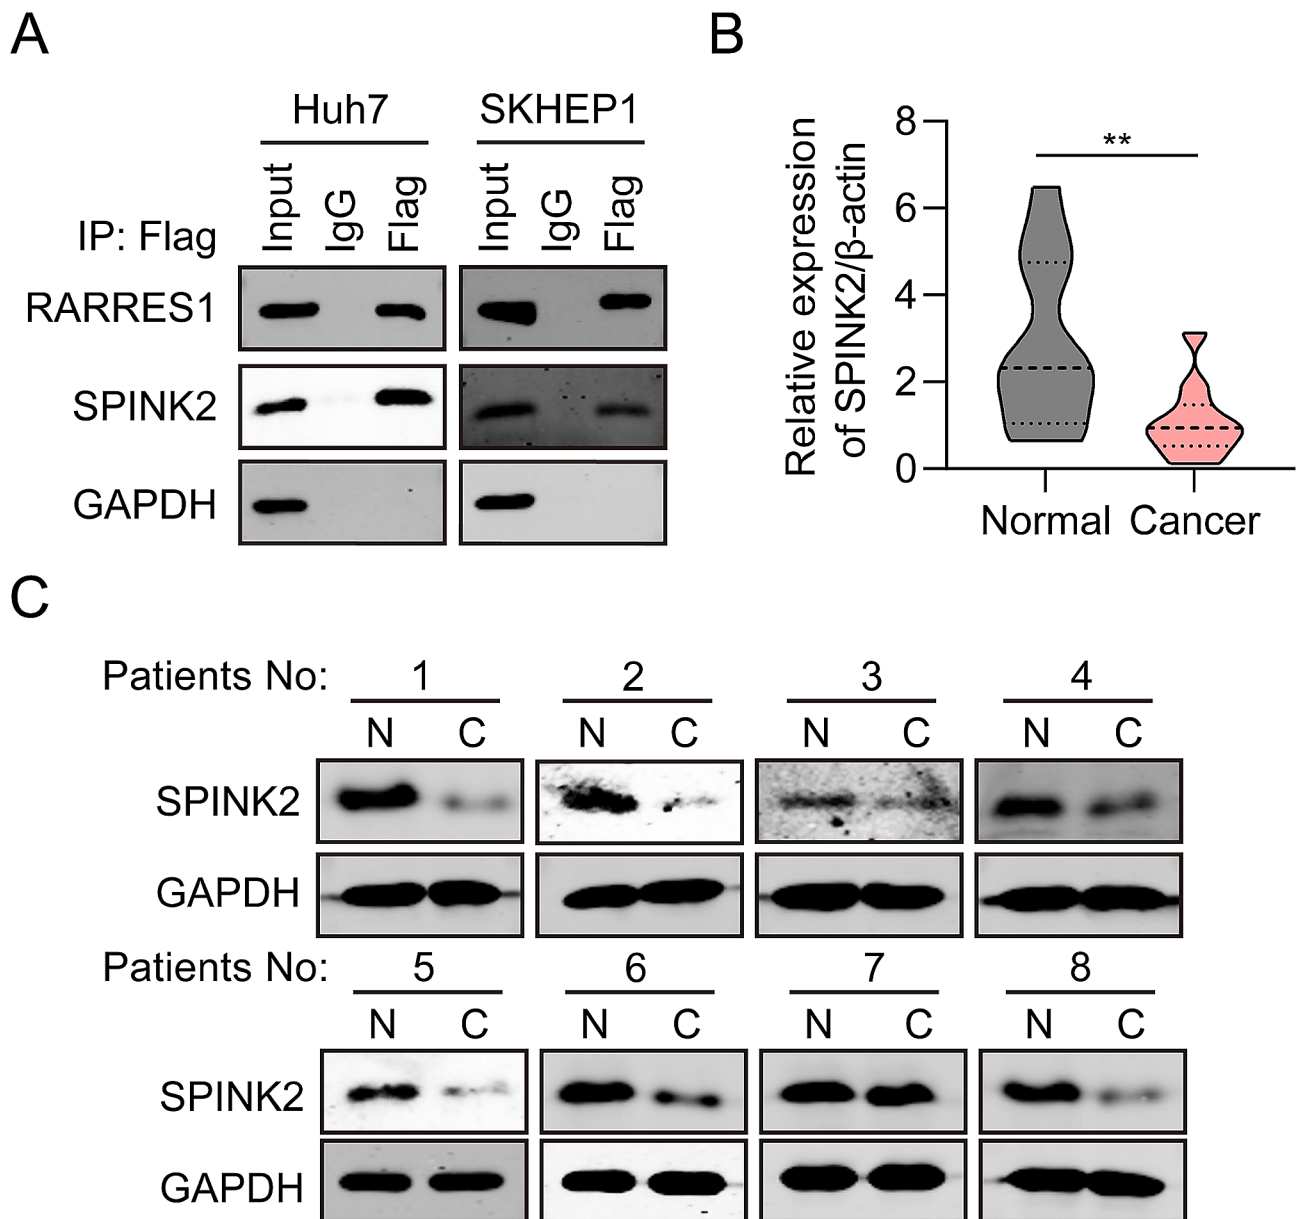 A
Huh7 SKHEP1
IP: Flag Input IgG Flag Input IgG Flag
RARRES1
SPINK2
GAPDH
B
Relative expression
of SPINK2/β-actin
8
6
4
2
0
**
Normal Cancer
C
Patients No: 1 2 3 4
N C N C N C N C
SPINK2
GAPDH
Patients No: 5 6 7 8
N C N C N C N C
SPINK2
GAPDH